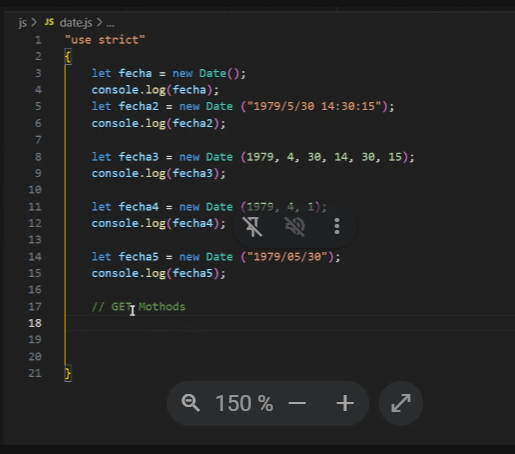 js > JS date.js > ...
1 "use strict"
2 {
3 let fecha = new Date();
4 console.log(fecha);
5 let fecha2 = new Date ("1979/5/30 14:30:15");
6 console.log(fecha2);
7
8 let fecha3 = new Date (1979, 4, 30, 14, 30, 15);
9 console.log(fecha3);
10
11 let fecha4 = new Date (1979, 4, 1);
12 console.log(fecha4);
13
14 let fecha5 = new Date ("1979/05/30");
15 console.log(fecha5);
16
17 // GET Mothods
18
19
20
21 }
150 %